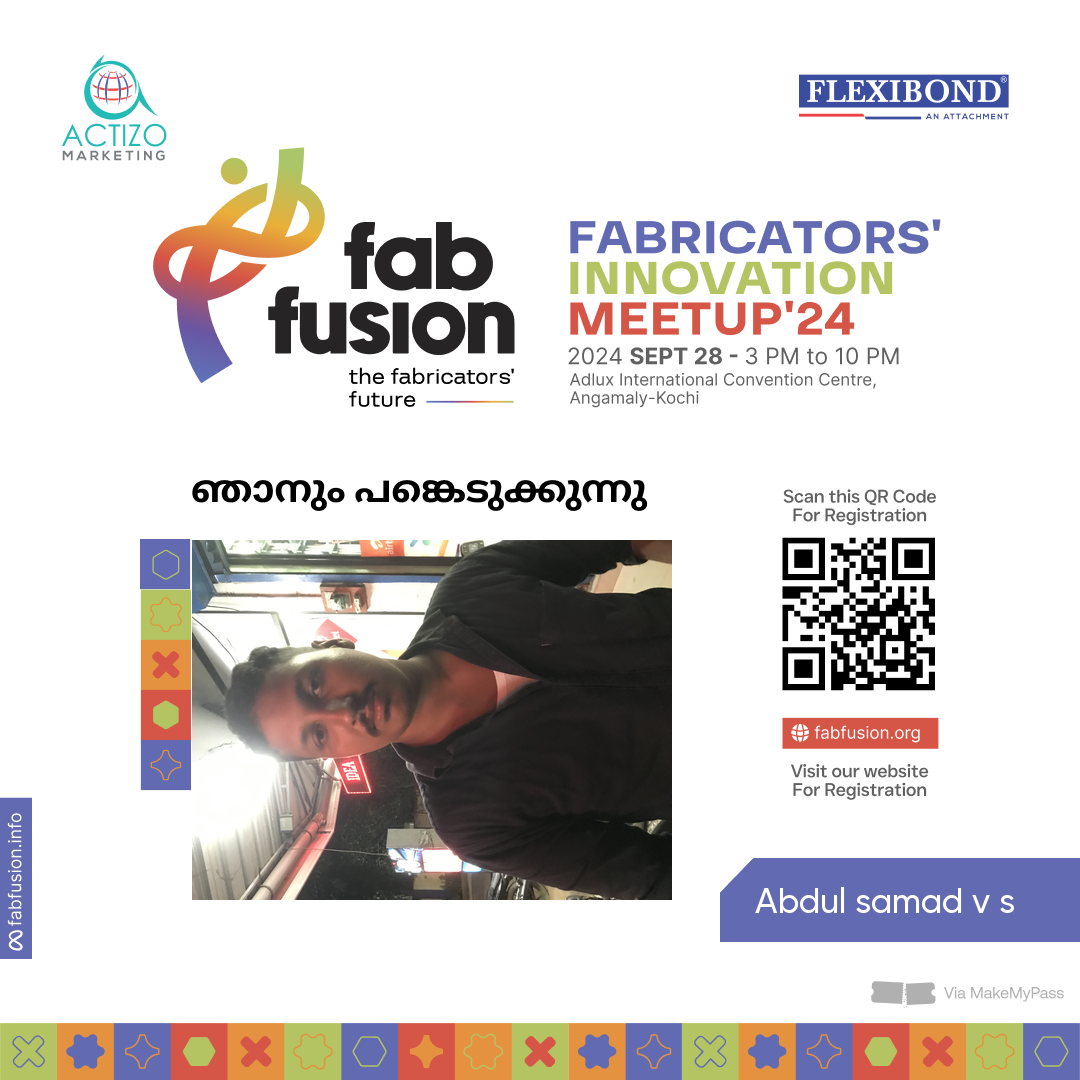 ACTIZO
MARKETING
FLEXIBOND®
AN ATTACHMENT
fab
fusion
the fabricators'
future
FABRICATORS'
INNOVATION
MEETUP'24
2024 SEPT 28 - 3 PM to 10 PM
Adlux International Convention Centre,
Angamaly-Kochi
ഞാനും പങ്കെടുക്കുന്നു
Scan this QR Code
For Registration
IDEA
fabfusion.org
Visit our website
For Registration
fabfusion.info
Abdul samad v s
Via MakeMyPass